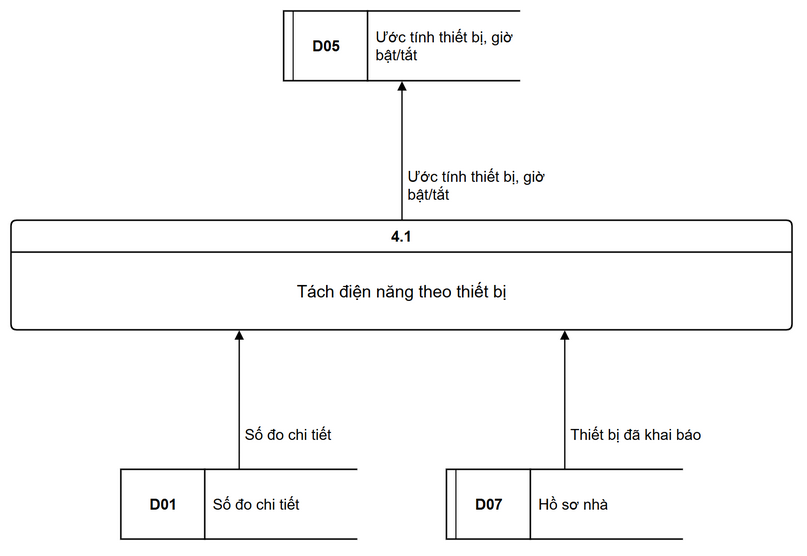 D05
Ước tính thiết bị, giờ
bật/tắt
Ước tính thiết bị, giờ
bật/tắt
4.1
Tách điện năng theo thiết bị
Số đo chi tiết
Thiết bị đã khai báo
D01
Số đo chi tiết
D07
Hồ sơ nhà